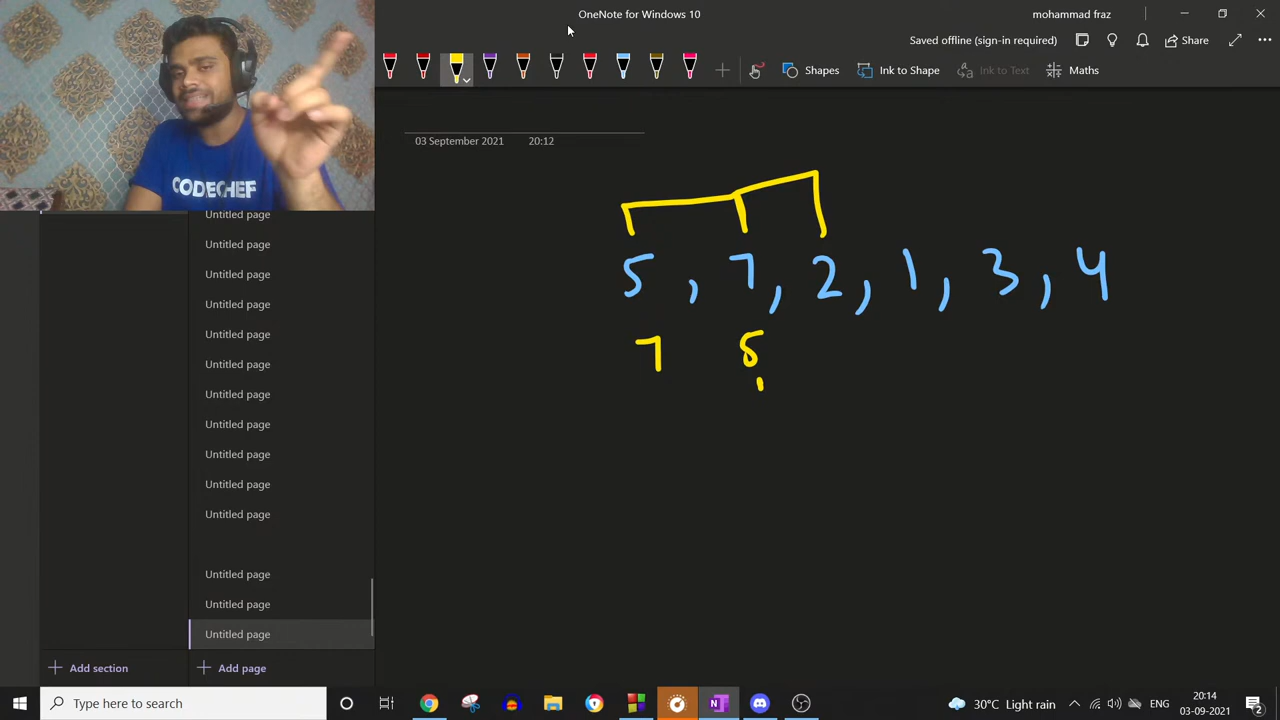 OneNote for Windows 10
mohammad fraz
Saved offline (sign-in required)
Share
Shapes
Ink to Shape
Ink to Text
Maths
CODECHEF
03 September 2021 20:12
5 , 7 , 2 , 1 , 3 , 4
7 8
Untitled page
Untitled page
Untitled page
Untitled page
Untitled page
Untitled page
Untitled page
Untitled page
Untitled page
Untitled page
Untitled page
Untitled page
Untitled page
Untitled page
Add section
Add page
Type here to search
30°C Light rain
ENG
20:14
03-09-2021
2